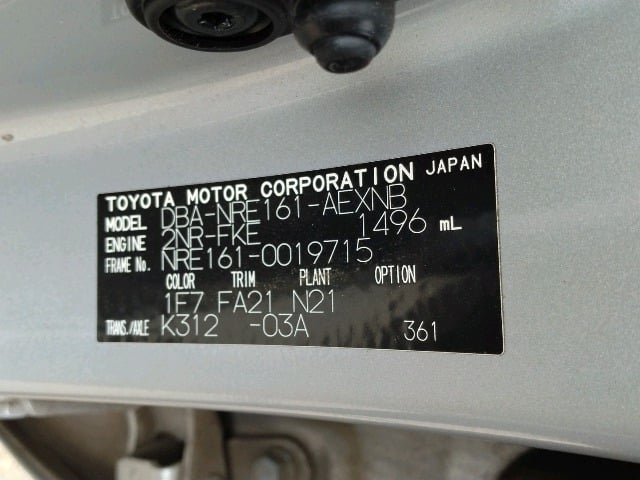 TOYOTA MOTOR CORPORATION JAPAN
MODEL DBA-NRE161-AEXNB
ENGINE 2NR-FKE 1496 mL
FRAME No. NRE161-0019715
COLOR TRIM PLANT OPTION
1F7 FA21 N21
TRANS./AXLE K312 -03A 361